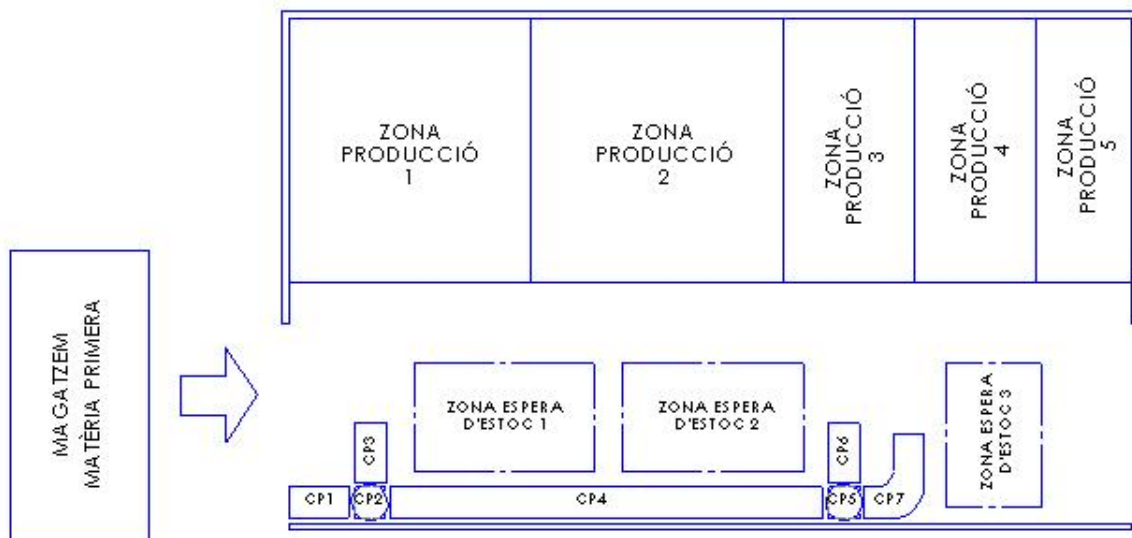 ZONA
PRODUCCIÓ
1
ZONA
PRODUCCIÓ
2
ZONA
PRODUCCIÓ
3
ZONA
PRODUCCIÓ
4
ZONA
PRODUCCIÓ
5
MAGATZEM
MATÈRIA PRIMERA
ZONA ESPERA
D'ESTOC 1
ZONA ESPERA
D'ESTOC 2
ZONA ESPERA
D'ESTOC 3
CP3
CP6
CP1
CP2
CP4
CP5
CP7